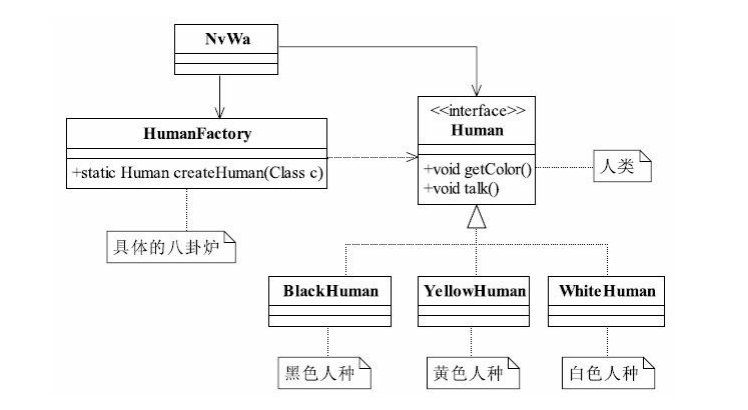 NvWa
<<interface>>
Human
HumanFactory
+static Human createHuman(Class c)
+void getColor()
+void talk()
人类
具体的八卦炉
BlackHuman
YellowHuman
WhiteHuman
黑色人种
黄色人种
白色人种